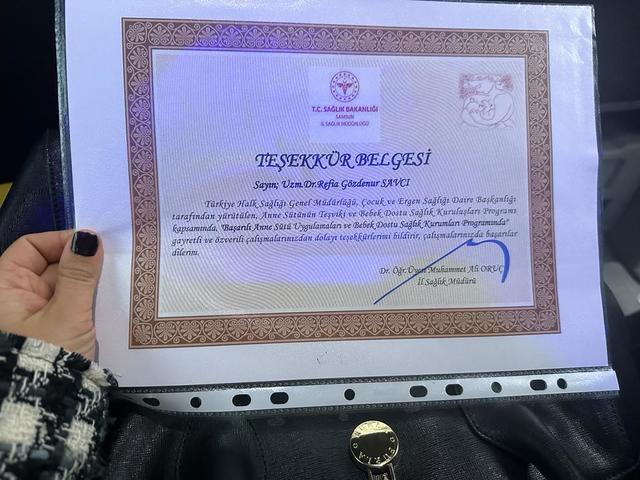 T.C. SAĞLIK BAKANLIĞI
SAMSUN
İL SAĞLIK MÜDÜRLÜĞÜ
TEŞEKKÜR BELGESİ
Sayın; Uzm.Dr.Refia Gözdenur SAVCI
Türkiye Halk Sağlığı Genel Müdürlüğü, Çocuk ve Ergen Sağlığı Daire Başkanlığı
tarafından yürütülen, Anne Sütünün Teşviki ve Bebek Dostu Sağlık Kuruluşları Programı
kapsamında, "Başarılı Anne Sütü Uygulamaları ve Bebek Dostu Sağlık Kurumları Programında"
gayretli ve özverili çalışmalarınızdan dolayı teşekkürlerimi bildirir, çalışmalarınızda başarılar
dilerim.
Dr. Öğr.Üyesi Muhammet Ali ORUÇ
İl Sağlık Müdürü
FURLA